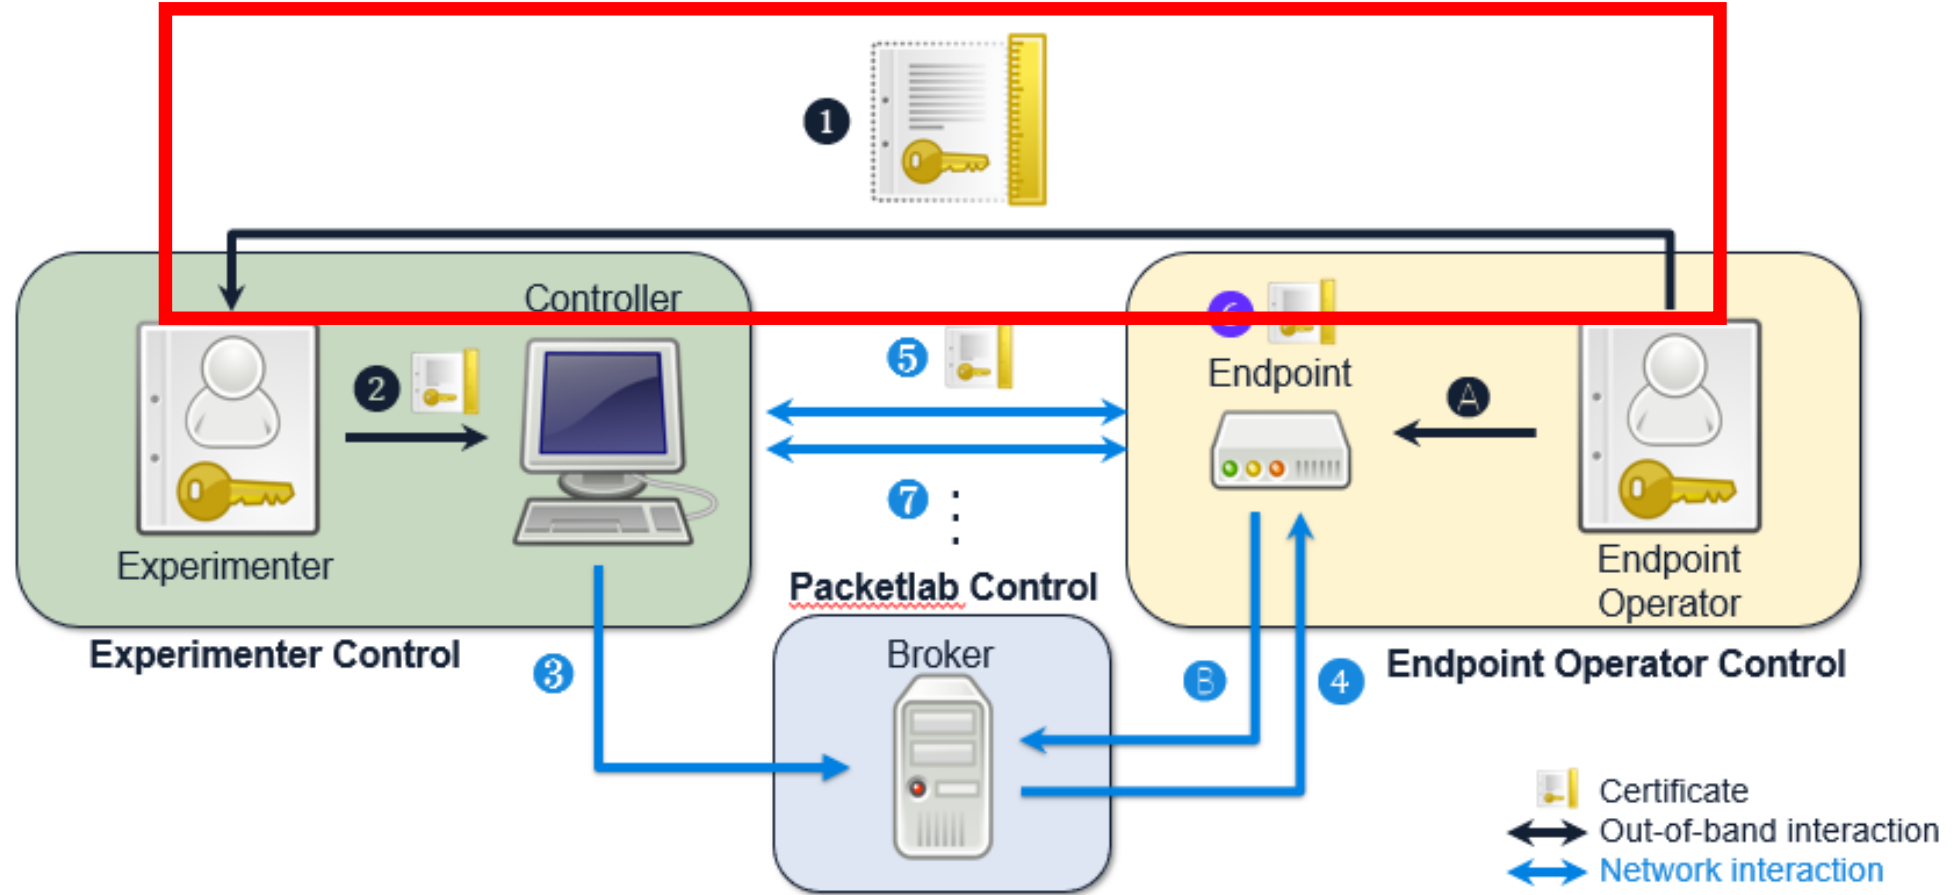 1
Controller
6
5
Endpoint
2
A
7
Experimenter
Endpoint
Operator
Packetlab Control
Experimenter Control
Broker
Endpoint Operator Control
3
B
4
Certificate
Out-of-band interaction
Network interaction